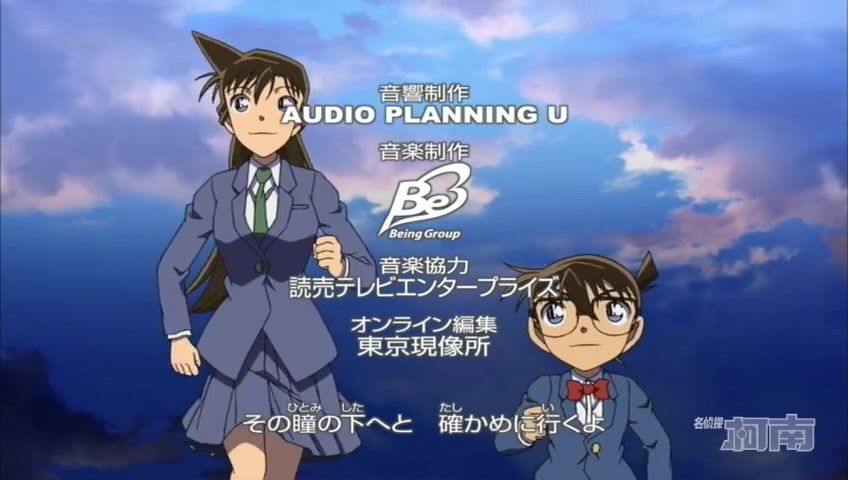 音響制作
AUDIO PLANNING U
音楽制作
Be
Being Group
音楽協力
読売テレビエンタープライズ
オンライン編集
東京現像所
ひとみ した たし い
その瞳の下へと 確かめに行くよ
名侦探
柯南